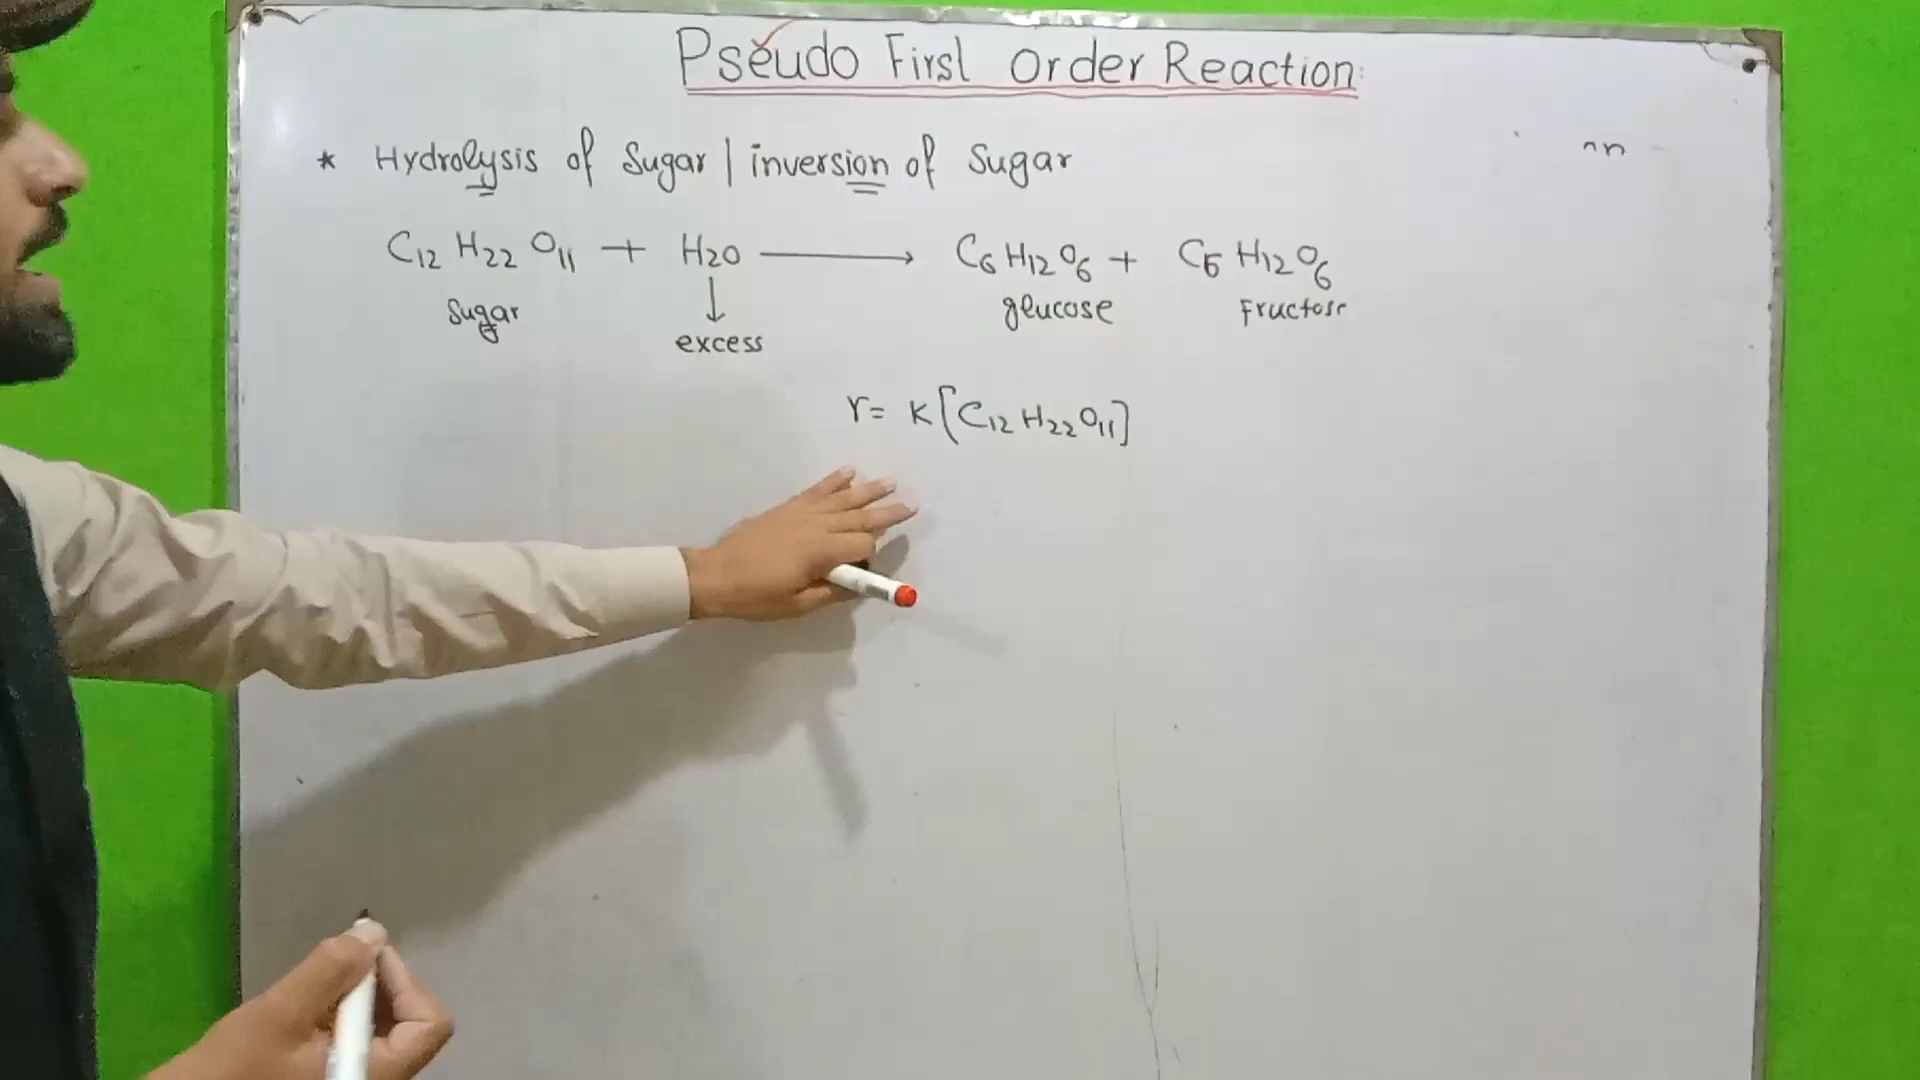 Pseudo First Order Reaction:
* Hydrolysis of Sugar | inversion of Sugar
C12 H22 O11 + H2O ⟶ C6 H12 O6 + C6 H12 O6
Sugar ↓ glucose Fructose
excess
r = K[C12 H22 O11]